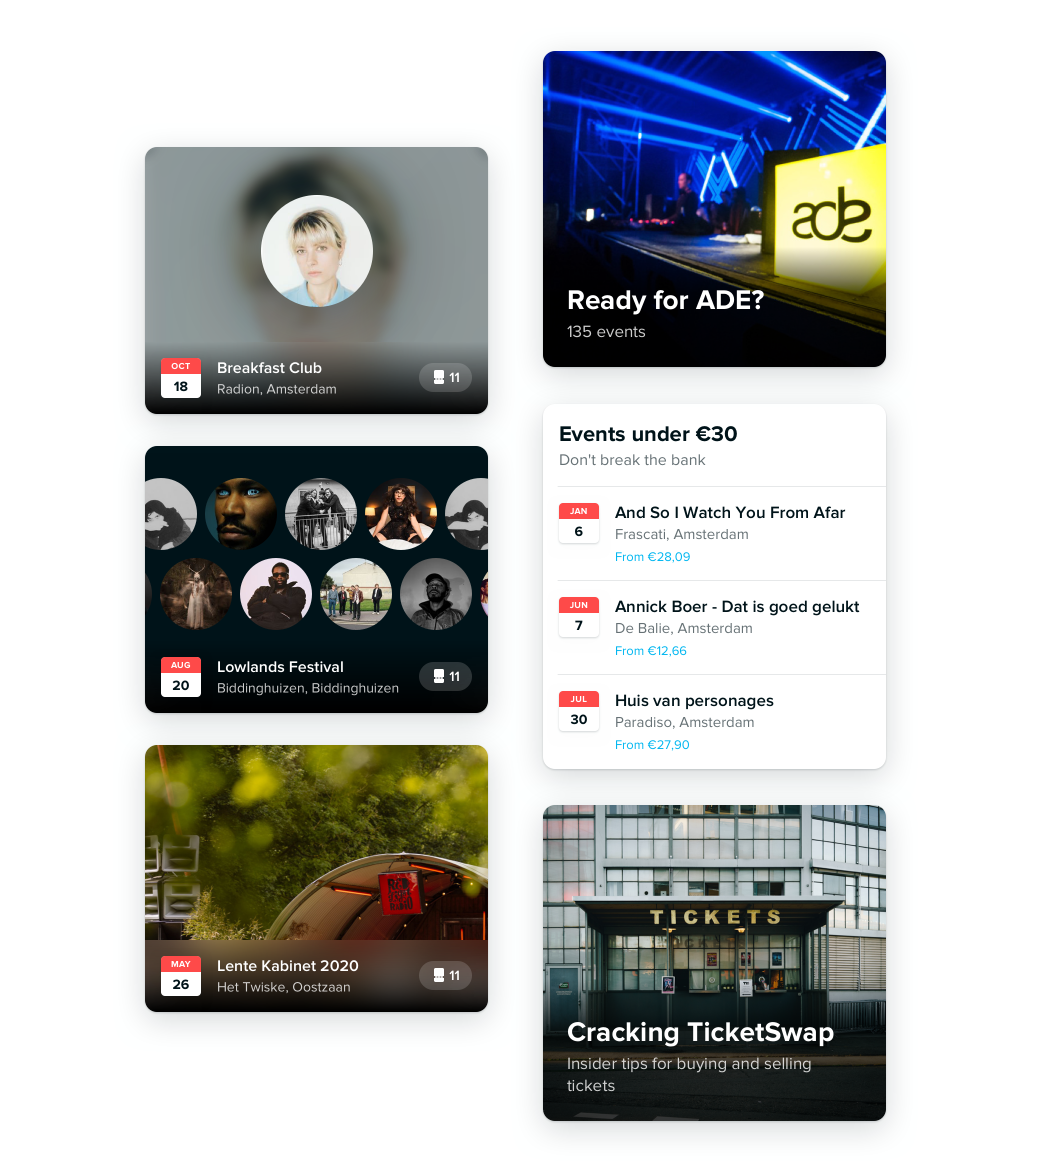 OCT
18
Breakfast Club
Radion, Amsterdam
11
AUG
20
Lowlands Festival
Biddinghuizen, Biddinghuizen
11
MAY
26
Lente Kabinet 2020
Het Twiske, Oostzaan
11
ade
Ready for ADE?
135 events
Events under €30
Don't break the bank
JAN
6
And So I Watch You From Afar
Frascati, Amsterdam
From €28,09
JUN
7
Annick Boer - Dat is goed gelukt
De Balie, Amsterdam
From €12,66
JUL
30
Huis van personages
Paradiso, Amsterdam
From €27,90
TICKETS
Cracking TicketSwap
Insider tips for buying and selling
tickets